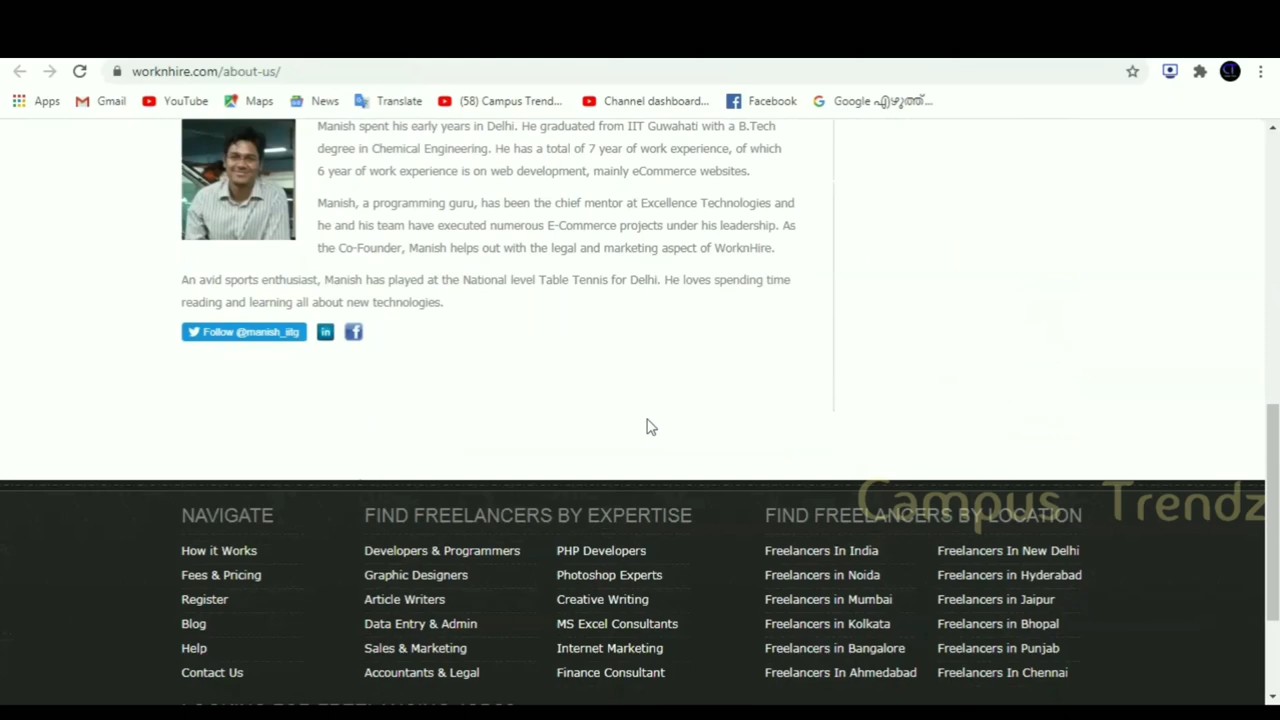 worknhire.com/about-us/
Apps Gmail YouTube Maps News Translate (58) Campus Trend... Channel dashboard... Facebook Google എഴുത്ത്...
Manish spent his early years in Delhi. He graduated from IIT Guwahati with a B.Tech
degree in Chemical Engineering. He has a total of 7 year of work experience, of which
6 year of work experience is on web development, mainly eCommerce websites.
Manish, a programming guru, has been the chief mentor at Excellence Technologies and
he and his team have executed numerous E-Commerce projects under his leadership. As
the Co-Founder, Manish helps out with the legal and marketing aspect of WorknHire.
An avid sports enthusiast, Manish has played at the National level Table Tennis for Delhi. He loves spending time
reading and learning all about new technologies.
Follow @manish_iitg in f
Campus Trendz
NAVIGATE
How it Works
Fees & Pricing
Register
Blog
Help
Contact Us
FIND FREELANCERS BY EXPERTISE
Developers & Programmers PHP Developers
Graphic Designers Photoshop Experts
Article Writers Creative Writing
Data Entry & Admin MS Excel Consultants
Sales & Marketing Internet Marketing
Accountants & Legal Finance Consultant
FIND FREELANCERS BY LOCATION
Freelancers In India Freelancers In New Delhi
Freelancers in Noida Freelancers in Hyderabad
Freelancers in Mumbai Freelancers in Jaipur
Freelancers in Kolkata Freelancers in Bhopal
Freelancers in Bangalore Freelancers in Punjab
Freelancers In Ahmedabad Freelancers In Chennai
LOOKING FOR FREELANCING JOBS?